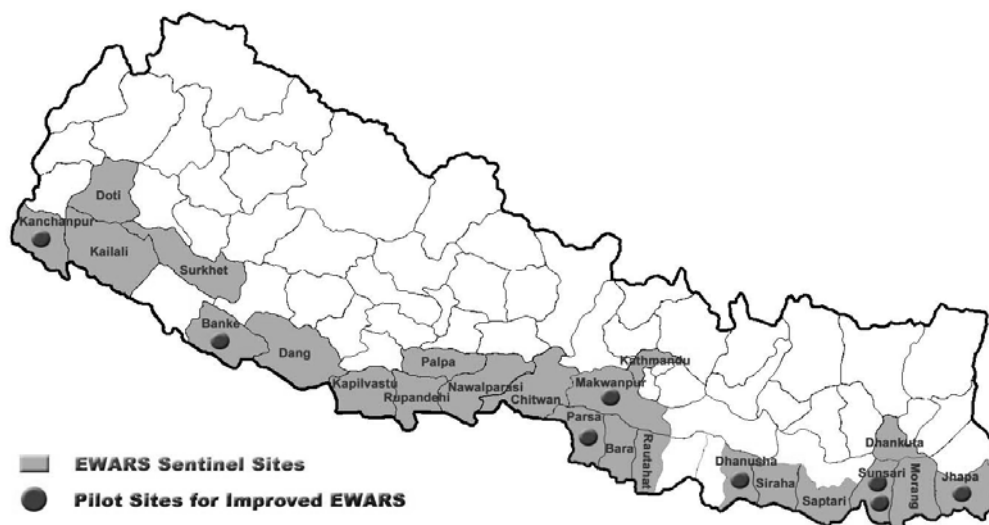 Doti
Kanchanpur
Kailali
Surkhet
Banke
Dang
Kapilvastu
Rupandehi
Palpa
Nawalparasi
Chitwan
Makwanpur
Kathmandu
Parsa
Bara
Rautahat
Dhanusha
Siraha
Saptari
Dhankuta
Sunsari
Morang
Jhapa
EWARS Sentinel Sites
Pilot Sites for Improved EWARS